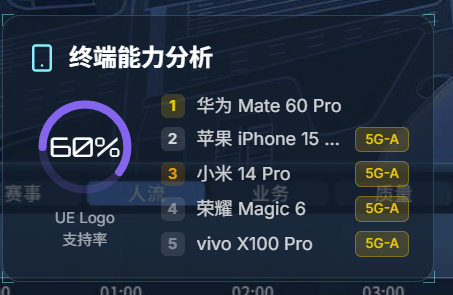 终端能力分析
60%
UE Logo
支持率
1 华为 Mate 60 Pro
2 苹果 iPhone 15 ... 5G-A
3 小米 14 Pro 5G-A
4 荣耀 Magic 6 5G-A
5 vivo X100 Pro 5G-A
赛事 人流 业务 质量
0 01:00 02:00 03:00